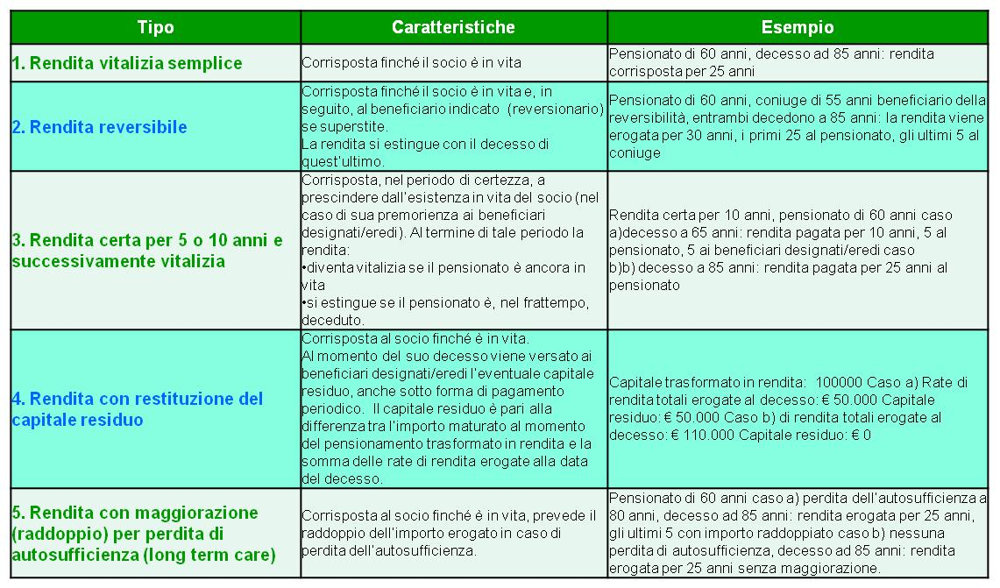 Tipo
Caratteristiche
Esempio
1. Rendita vitalizia semplice
Corrisposta finché il socio è in vita
Pensionato di 60 anni, decesso ad 85 anni: rendita
corrisposta per 25 anni
2. Rendita reversibile
Corrisposta finché il socio è in vita e, in
seguito, al beneficiario indicato (reversionario)
se superstite.
La rendita si estingue con il decesso di
quest'ultimo.
Pensionato di 60 anni, coniuge di 55 anni beneficiario della
reversibilità, entrambi decedono a 85 anni: la rendita viene
erogata per 30 anni, i primi 25 al pensionato, gli ultimi 5 al
coniuge
3. Rendita certa per 5 o 10 anni e
successivamente vitalizia
Corrisposta, nel periodo di certezza, a
prescindere dall'esistenza in vita del socio (nel
caso di sua premorienza ai beneficiari
designati/eredi). Al termine di tale periodo la
rendita:
•diventa vitalizia se il pensionato è ancora in
vita
•si estingue se il pensionato è, nel frattempo,
deceduto.
Rendita certa per 10 anni, pensionato di 60 anni caso
a)decesso a 65 anni: rendita pagata per 10 anni, 5 al
pensionato, 5 ai beneficiari designati/eredi caso
b)b) decesso a 85 anni: rendita pagata per 25 anni al
pensionato
4. Rendita con restituzione del
capitale residuo
Corrisposta al socio finché è in vita.
Al momento del suo decesso viene versato ai
beneficiari designati/eredi l'eventuale capitale
residuo, anche sotto forma di pagamento
periodico. Il capitale residuo è pari alla
differenza tra l'importo maturato al momento
del pensionamento trasformato in rendita e la
somma delle rate di rendita erogate alla data
del decesso.
Capitale trasformato in rendita: 100000 Caso a) Rate di
rendita totali erogate al decesso: € 50.000 Capitale
residuo: € 50.000 Caso b) di rendita totali erogate al
decesso: € 110.000 Capitale residuo: € 0
5. Rendita con maggiorazione
(raddoppio) per perdita di
autosufficienza (long term care)
Corrisposta al socio finché è in vita, prevede il
raddoppio dell'importo erogato in caso di
perdita dell'autosufficienza.
Pensionato di 60 anni caso a) perdita dell'autosufficienza a
80 anni, decesso ad 85 anni: rendita erogata per 25 anni,
gli ultimi 5 con importo raddoppiato caso b) nessuna
perdita di autosufficienza, decesso ad 85 anni: rendita
erogata per 25 anni senza maggiorazione.